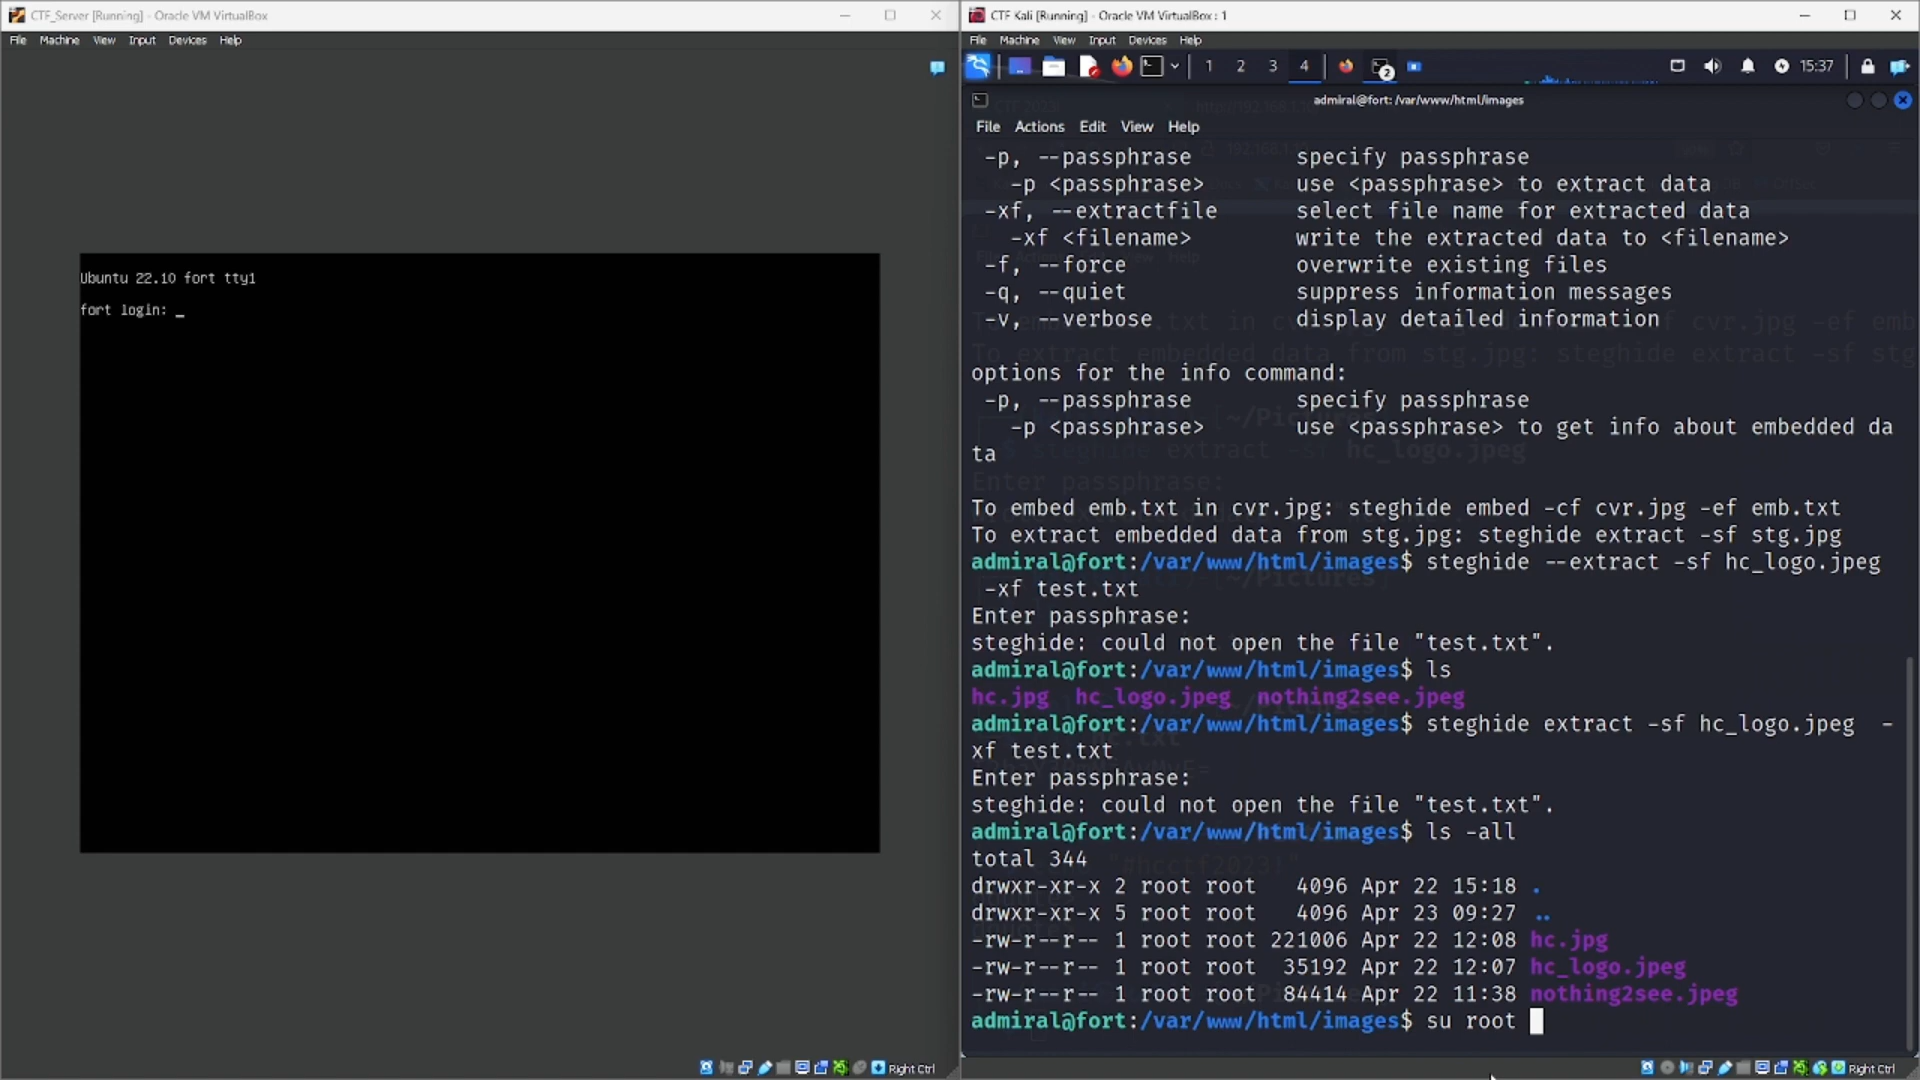 CTF_Server [Running] - Oracle VM VirtualBox
File Machine View Input Devices Help
Ubuntu 22.10 fort tty1
fort login: _
Right Ctrl
CTF Kali [Running] - Oracle VM VirtualBox : 1
File Machine View Input Devices Help
1 2 3 4 2 15:37
admiral@fort: /var/www/html/images
File Actions Edit View Help
-p, --passphrase specify passphrase
-p <passphrase> use <passphrase> to extract data
-xf, --extractfile select file name for extracted data
-xf <filename> write the extracted data to <filename>
-f, --force overwrite existing files
-q, --quiet suppress information messages
-v, --verbose display detailed information
options for the info command:
-p, --passphrase specify passphrase
-p <passphrase> use <passphrase> to get info about embedded da
ta
To embed emb.txt in cvr.jpg: steghide embed -cf cvr.jpg -ef emb.txt
To extract embedded data from stg.jpg: steghide extract -sf stg.jpg
admiral@fort:/var/www/html/images$ steghide --extract -sf hc_logo.jpeg
-xf test.txt
Enter passphrase:
steghide: could not open the file "test.txt".
admiral@fort:/var/www/html/images$ ls
hc.jpg hc_logo.jpeg nothing2see.jpeg
admiral@fort:/var/www/html/images$ steghide extract -sf hc_logo.jpeg -
xf test.txt
Enter passphrase:
steghide: could not open the file "test.txt".
admiral@fort:/var/www/html/images$ ls -all
total 344
drwxr-xr-x 2 root root 4096 Apr 22 15:18 .
drwxr-xr-x 5 root root 4096 Apr 23 09:27 ..
-rw-r--r-- 1 root root 221006 Apr 22 12:08 hc.jpg
-rw-r--r-- 1 root root 35192 Apr 22 12:07 hc_logo.jpeg
-rw-r--r-- 1 root root 84414 Apr 22 11:38 nothing2see.jpeg
admiral@fort:/var/www/html/images$ su root
Right Ctrl